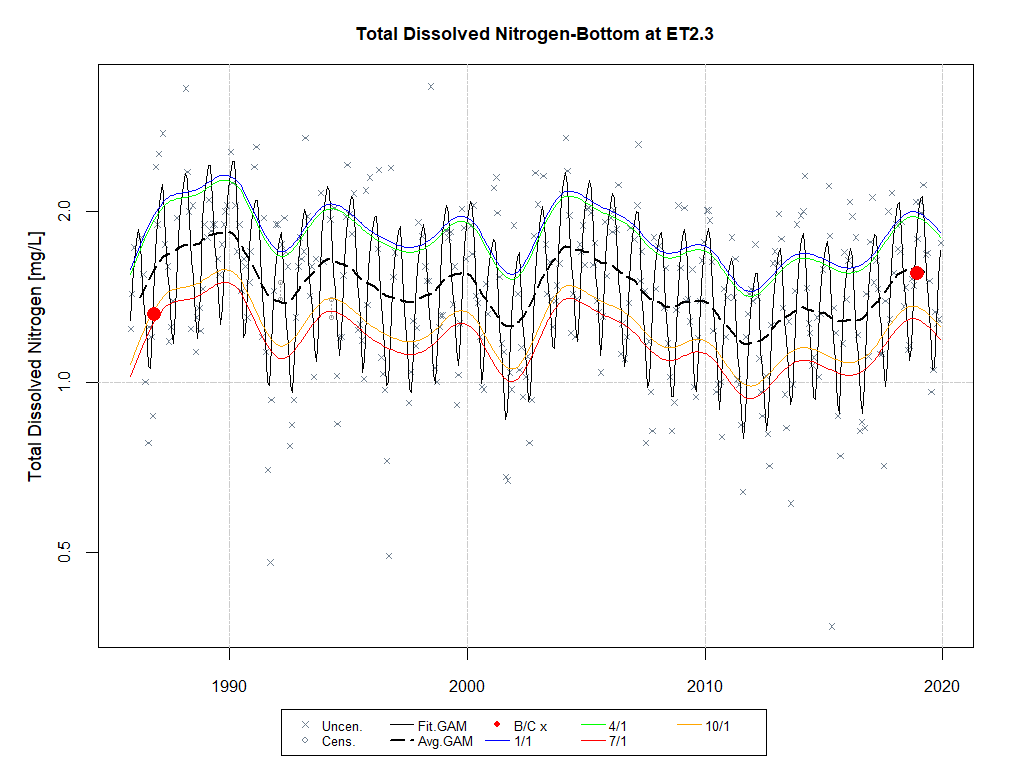 Total Dissolved Nitrogen-Bottom at ET2.3
Total Dissolved Nitrogen [mg/L]
2.0
1.0
0.5
1990 2000 2010 2020
Uncen. Fit.GAM B/C x 4/1 10/1
Cens. Avg.GAM 1/1 7/1